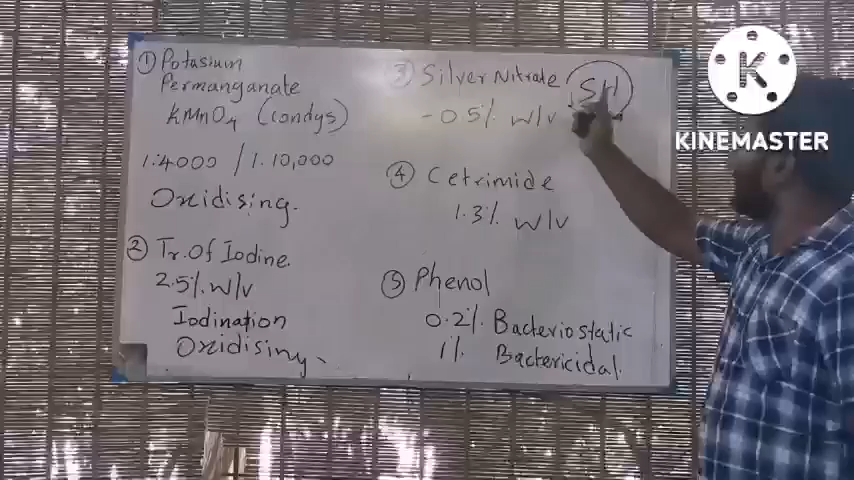 ① Potasium
Permanganate
KMnO4 (condys)
1:4000 / 1:10,000
Oxidising.
② Tr. Of Iodine.
2.5% w/v
Iodination
Oxidising
③ Silver Nitrate SH
-0.5% w/v
④ Cetrimide
1.3% w/v
⑤ Phenol
0.2% Bacteriostatic
1% Bactericidal.
K
KINEMASTER